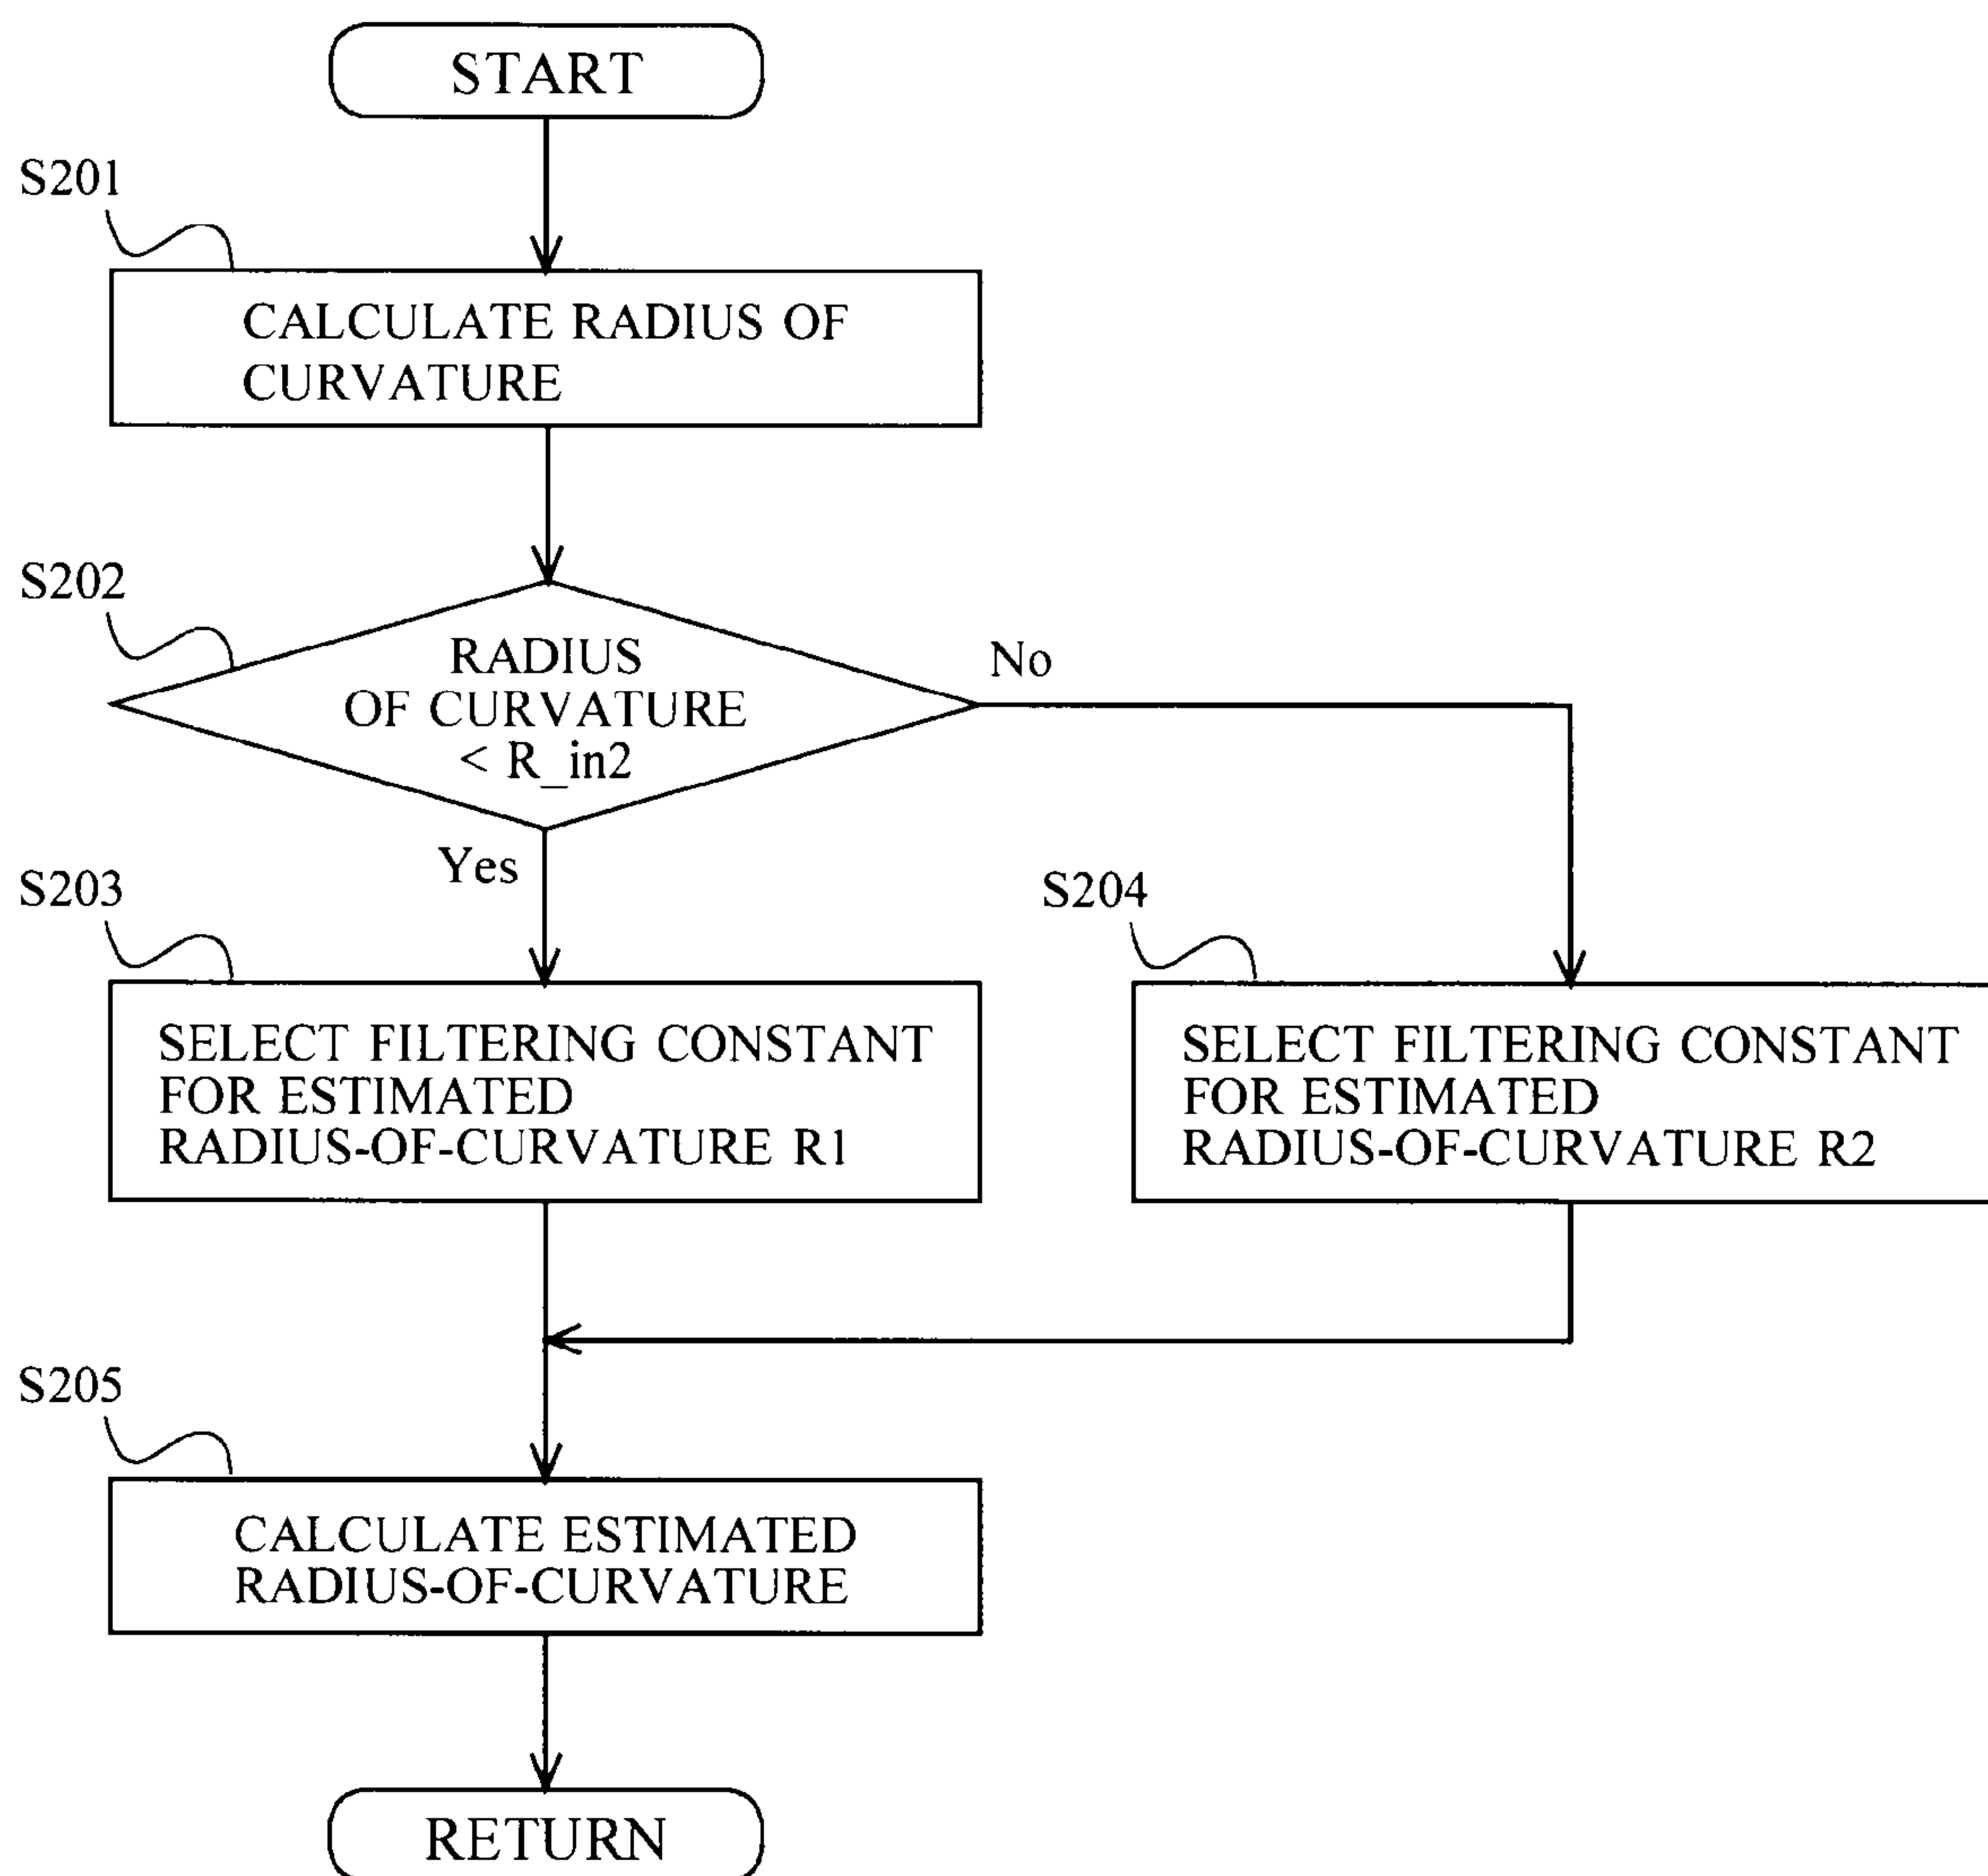 START
S201
CALCULATE RADIUS OF
CURVATURE
S202
RADIUS
OF CURVATURE
< R_in2
No
Yes
S203
SELECT FILTERING CONSTANT
FOR ESTIMATED
RADIUS-OF-CURVATURE R1
S204
SELECT FILTERING CONSTANT
FOR ESTIMATED
RADIUS-OF-CURVATURE R2
S205
CALCULATE ESTIMATED
RADIUS-OF-CURVATURE
RETURN